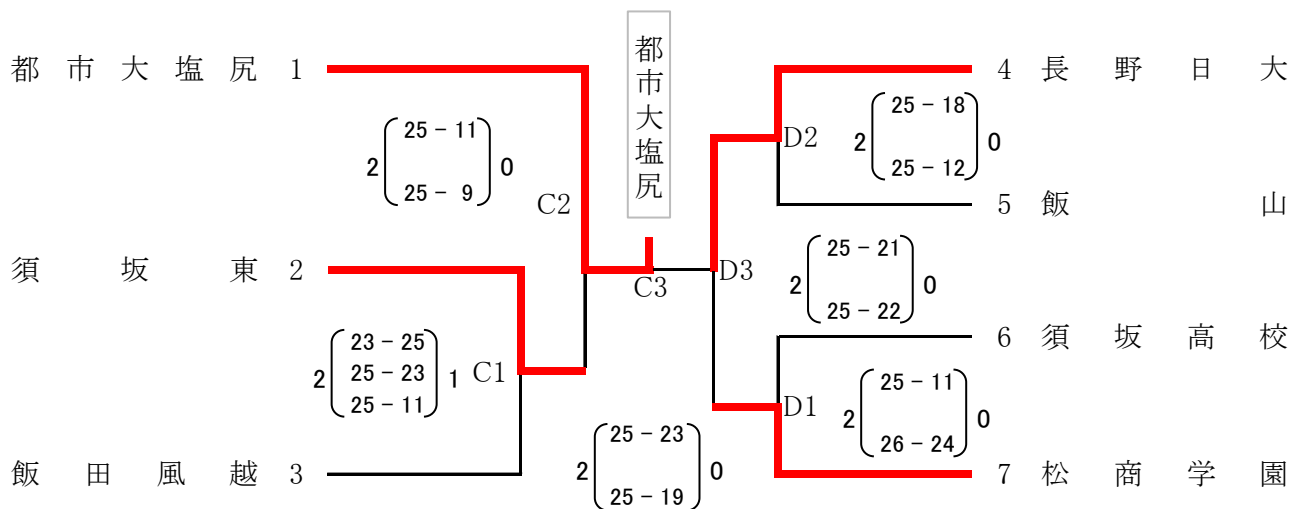 都市大塩尻
都市大塩尻 1
4 長野日大
25 - 11
2 0
25 - 9
C2
25 - 18
2 0
25 - 12
D2
5 飯山
須坂東 2
C3
D3
25 - 21
2 0
25 - 22
6 須坂高校
23 - 25
2 25 - 23 1
25 - 11
C1
D1
25 - 11
2 0
26 - 24
飯田風越 3
25 - 23
2 0
25 - 19
7 松商学園